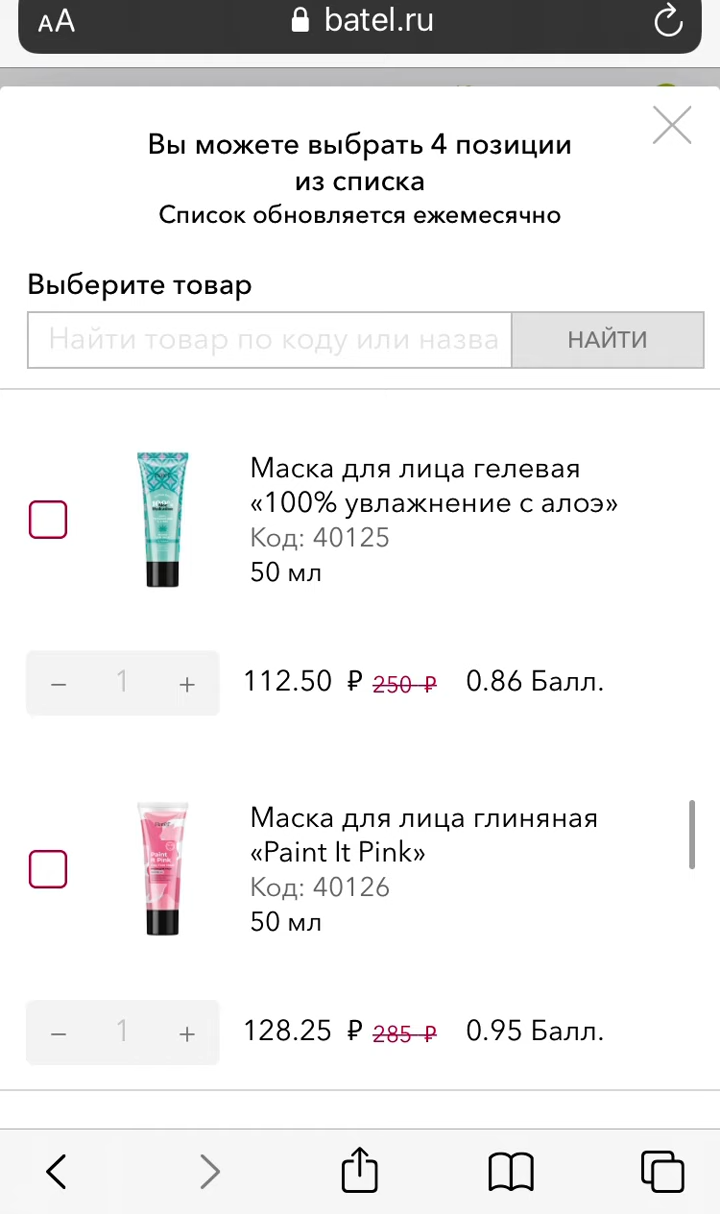 AA batel.ru
Вы можете выбрать 4 позиции
из списка
Список обновляется ежемесячно
Выберите товар
Найти товар по коду или назва
НАЙТИ
Маска для лица гелевая
«100% увлажнение с алоэ»
Код: 40125
50 мл
− 1 + 112.50 ₽ 250 ₽ 0.86 Балл.
Маска для лица глиняная
«Paint It Pink»
Код: 40126
50 мл
Paint
It Pink
− 1 + 128.25 ₽ 285 ₽ 0.95 Балл.